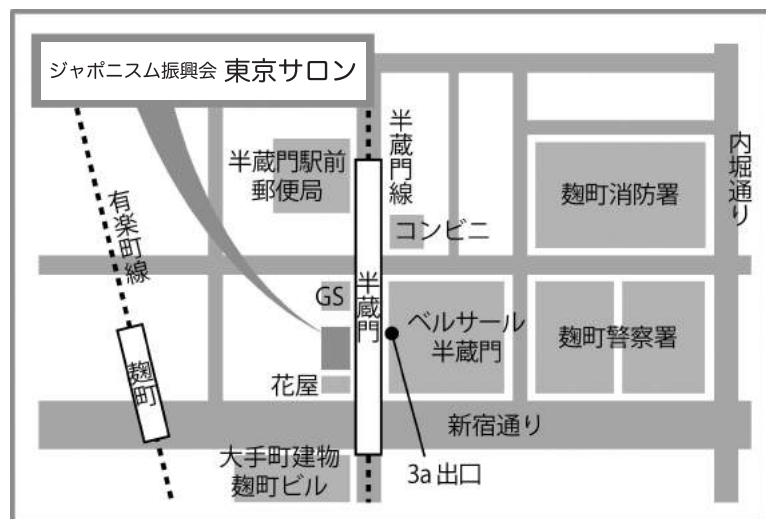 ジャポニスム振興会 東京サロン
半蔵門線
内堀通り
半蔵門駅前
郵便局
麹町消防署
有楽町線
コンビニ
GS
半蔵門
ベルサール
半蔵門
麹町警察署
麹町
花屋
新宿通り
大手町建物
麹町ビル
3a 出口